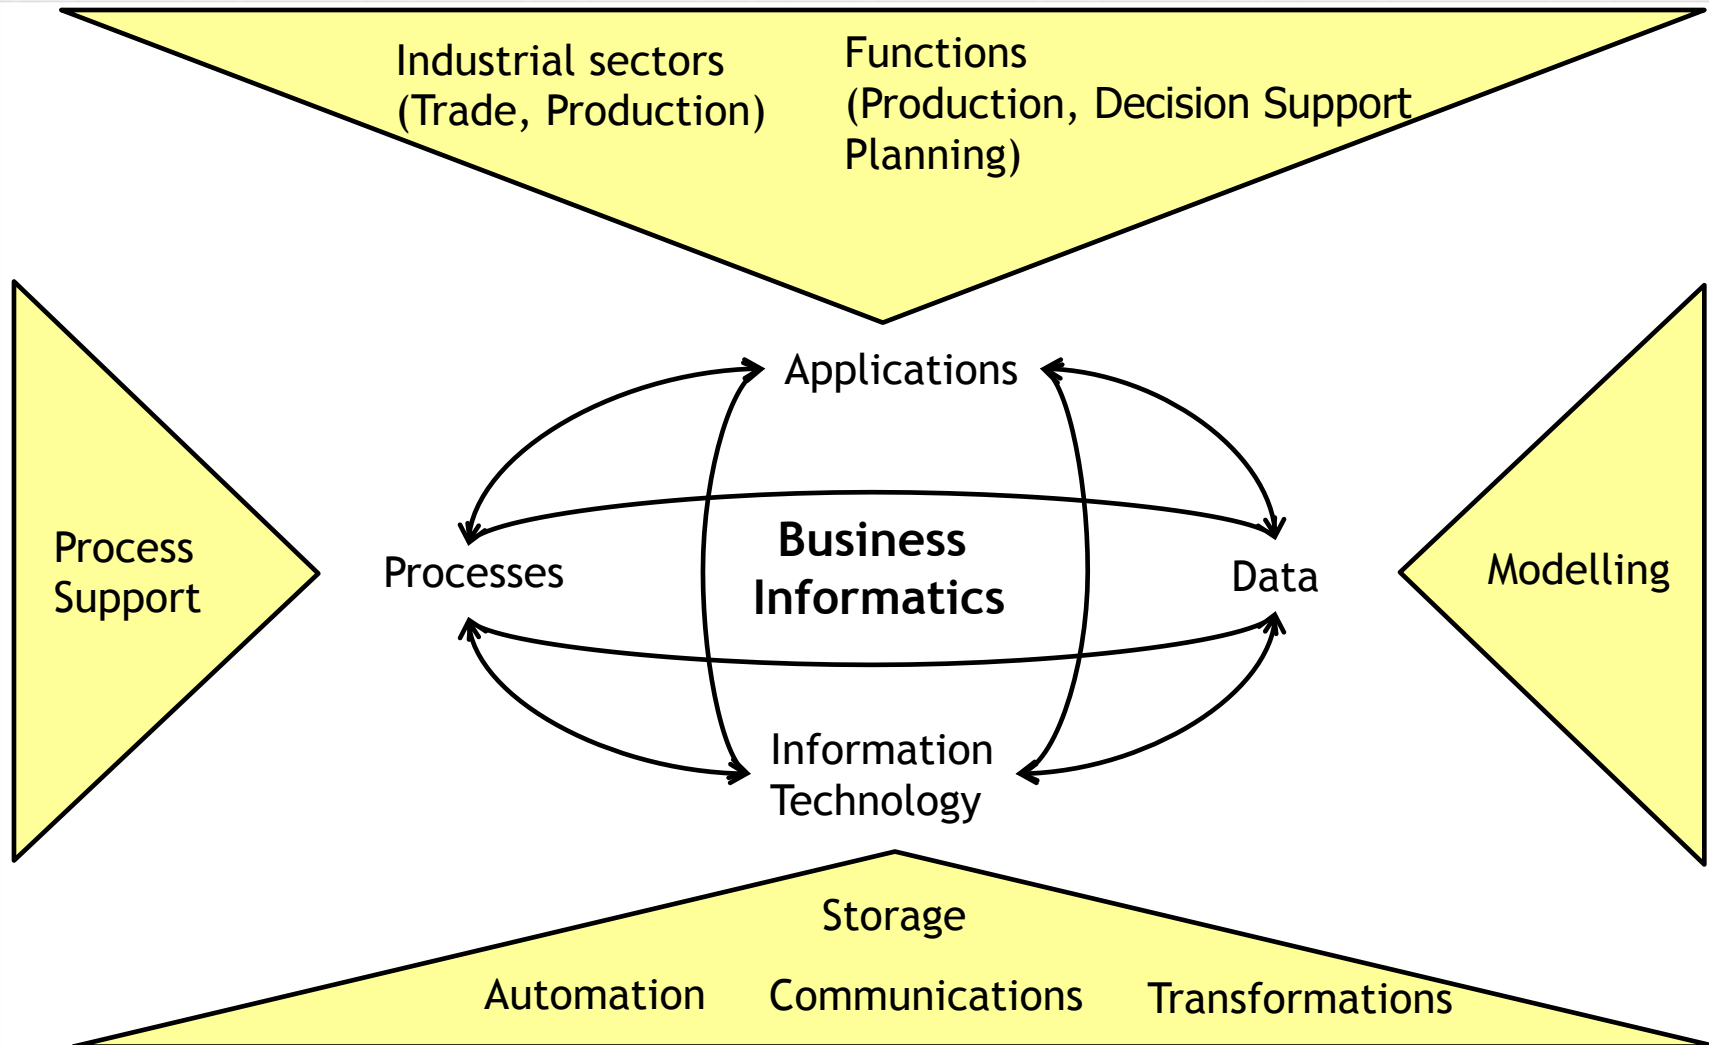 Industrial sectors
(Trade, Production)
Functions
(Production, Decision Support
Planning)
Applications
Process
Support
Processes
Business
Informatics
Data
Modelling
Information
Technology
Storage
Automation
Communications
Transformations